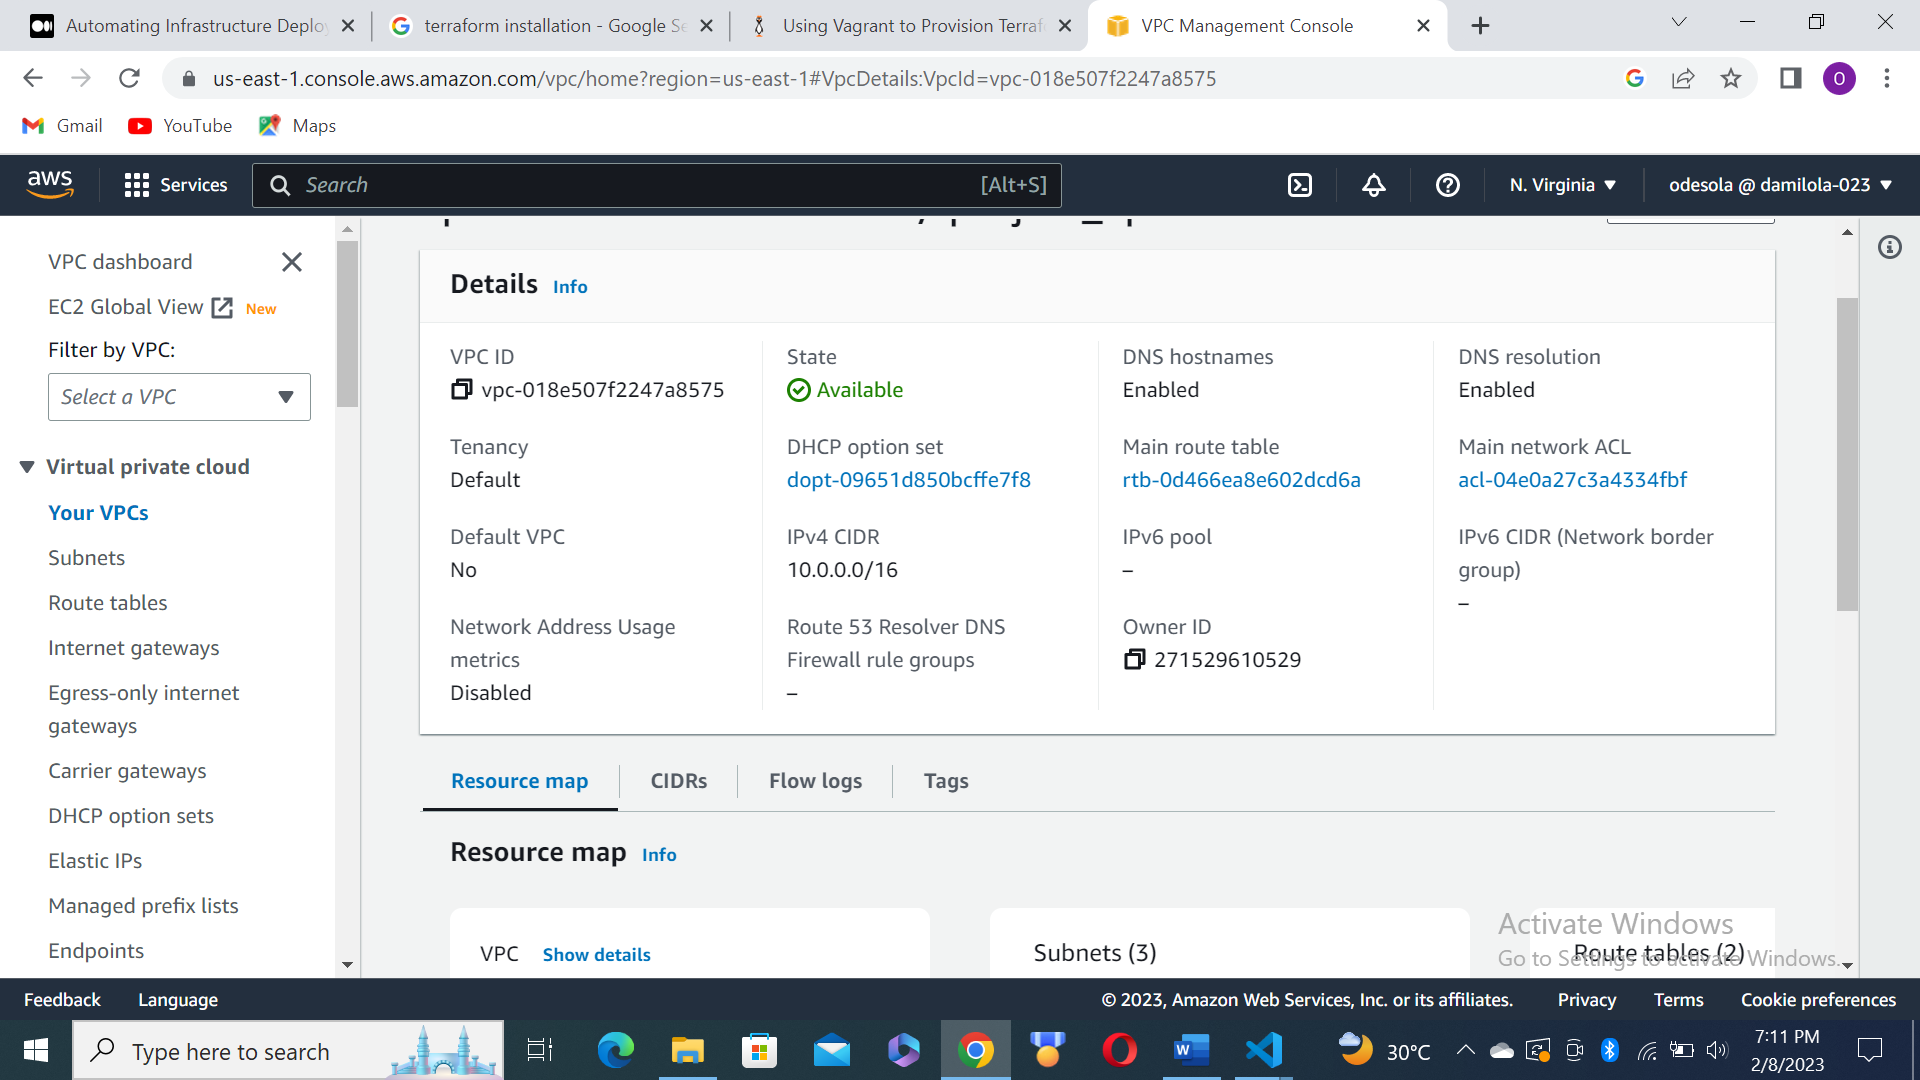 Automating Infrastructure Deplo
terraform installation - Google Se
Using Vagrant to Provision Terraf
VPC Management Console
us-east-1.console.aws.amazon.com/vpc/home?region=us-east-1#VpcDetails:VpcId=vpc-018e507f2247a8575
O
Gmail
YouTube
Maps
aws
Services
Search
[Alt+S]
N. Virginia
odesola @ damilola-023
VPC dashboard
EC2 Global View
New
Filter by VPC:
Select a VPC
Virtual private cloud
Your VPCs
Subnets
Route tables
Internet gateways
Egress-only internet
gateways
Carrier gateways
DHCP option sets
Elastic IPs
Managed prefix lists
Endpoints
Details Info
VPC ID
vpc-018e507f2247a8575
State
Available
DNS hostnames
Enabled
DNS resolution
Enabled
Tenancy
Default
DHCP option set
dopt-09651d850bcffe7f8
Main route table
rtb-0d466ea8e602dcd6a
Main network ACL
acl-04e0a27c3a4334fbf
Default VPC
No
IPv4 CIDR
10.0.0.0/16
IPv6 pool
–
IPv6 CIDR (Network border
group)
–
Network Address Usage
metrics
Disabled
Route 53 Resolver DNS
Firewall rule groups
–
Owner ID
271529610529
Resource map
CIDRs
Flow logs
Tags
Resource map Info
VPC Show details
Subnets (3)
Route tables (2)
Activate Windows
Go to Settings to activate Windows.
Feedback
Language
© 2023, Amazon Web Services, Inc. or its affiliates.
Privacy
Terms
Cookie preferences
Type here to search
30°C
7:11 PM
2/8/2023